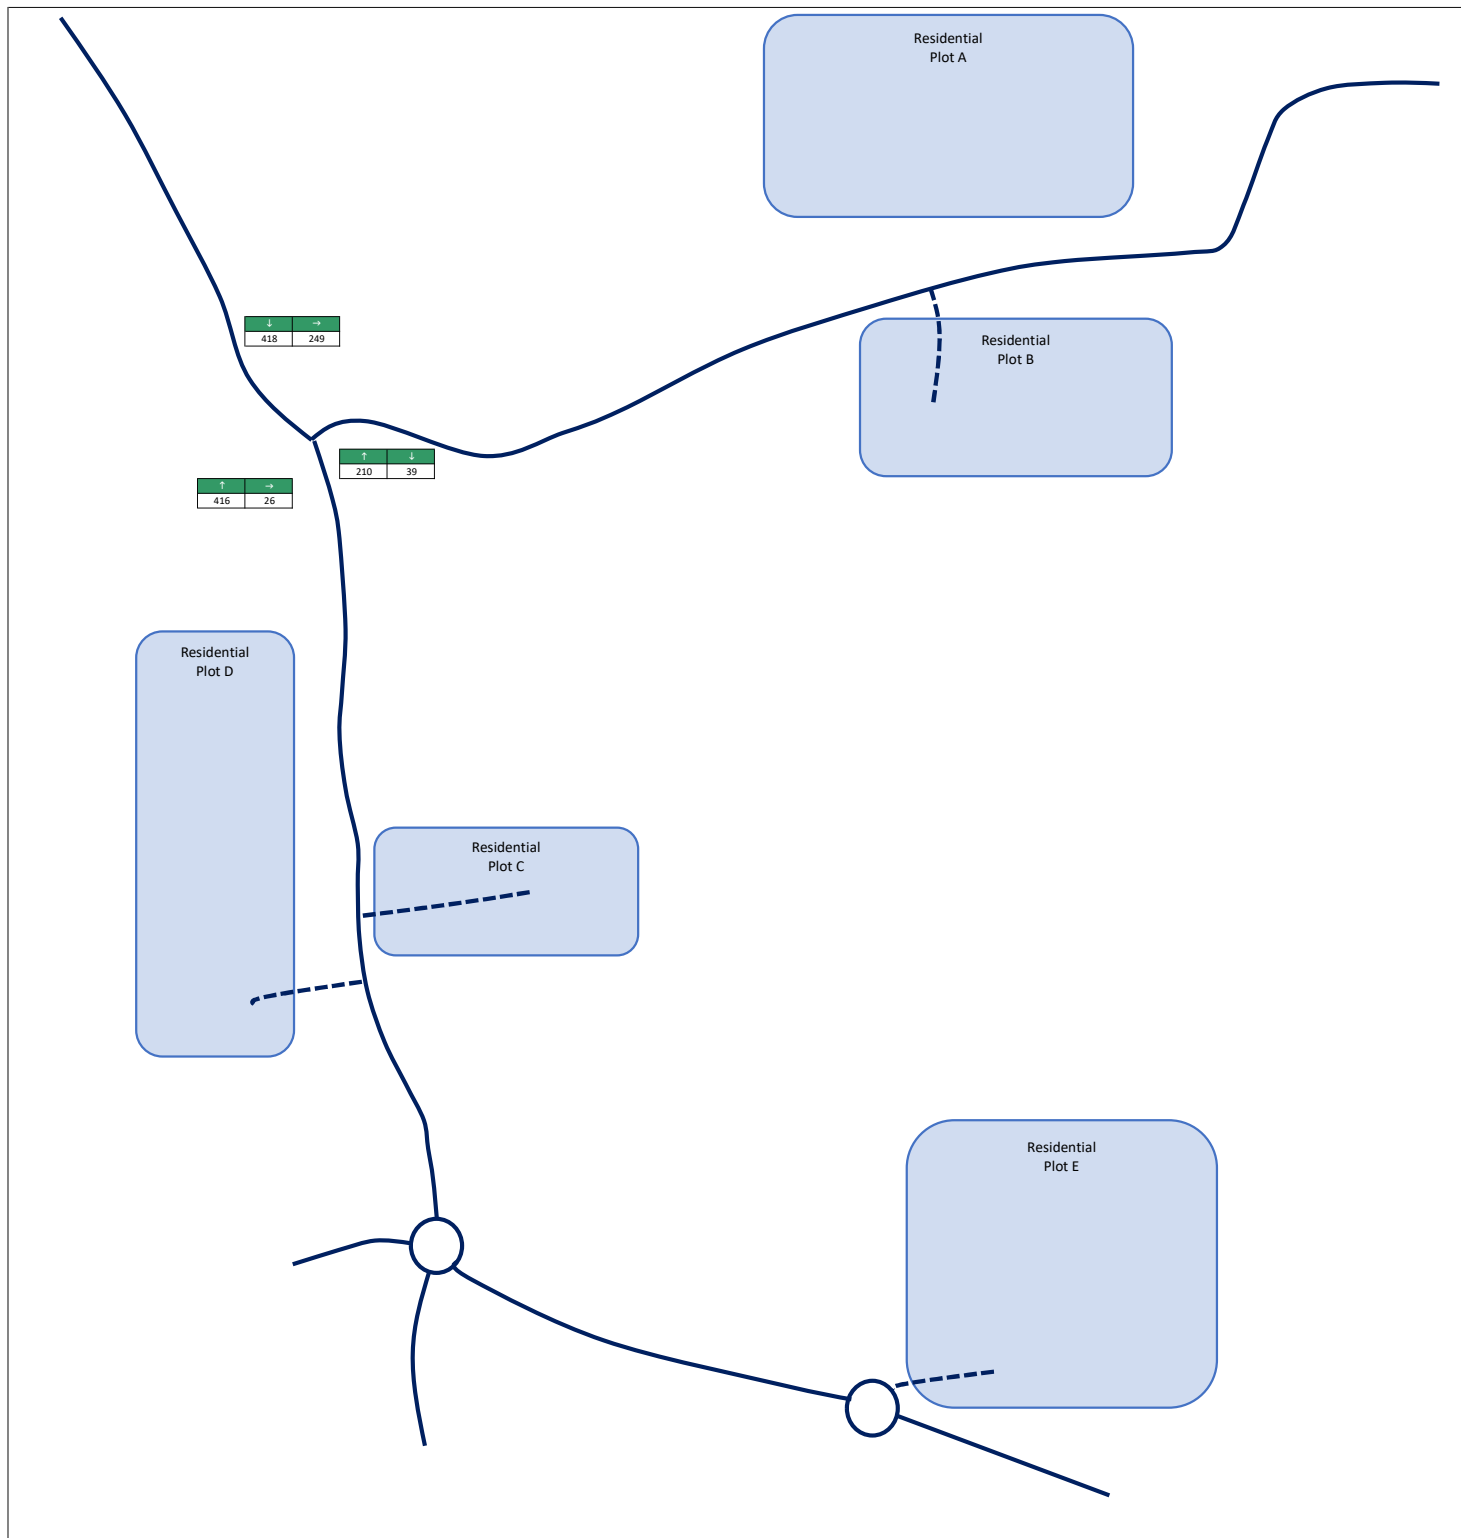 Residential
Plot A
↓ →
418 249
Residential
Plot B
↑ ↓
210 39
↑ →
416 26
Residential
Plot D
Residential
Plot C
Residential
Plot E